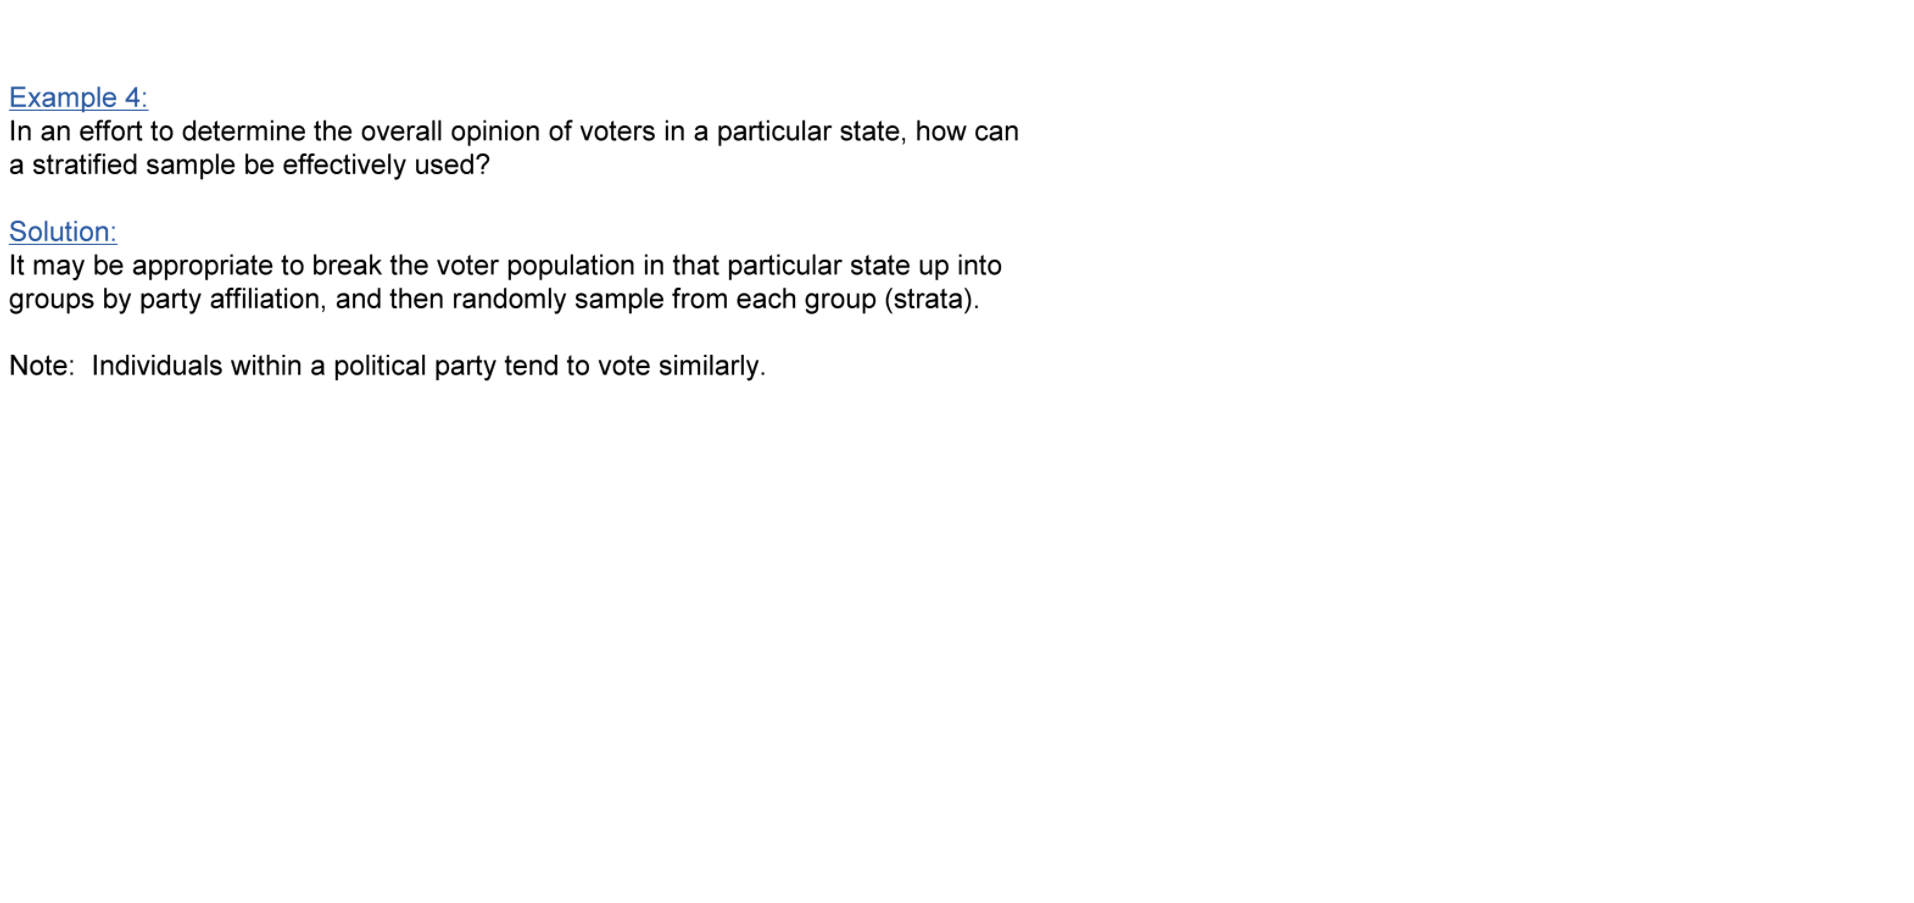 Example 4:
In an effort to determine the overall opinion of voters in a particular state, how can
a stratified sample be effectively used?
Solution:
It may be appropriate to break the voter population in that particular state up into
groups by party affiliation, and then randomly sample from each group (strata).
Note:  Individuals within a political party tend to vote similarly.